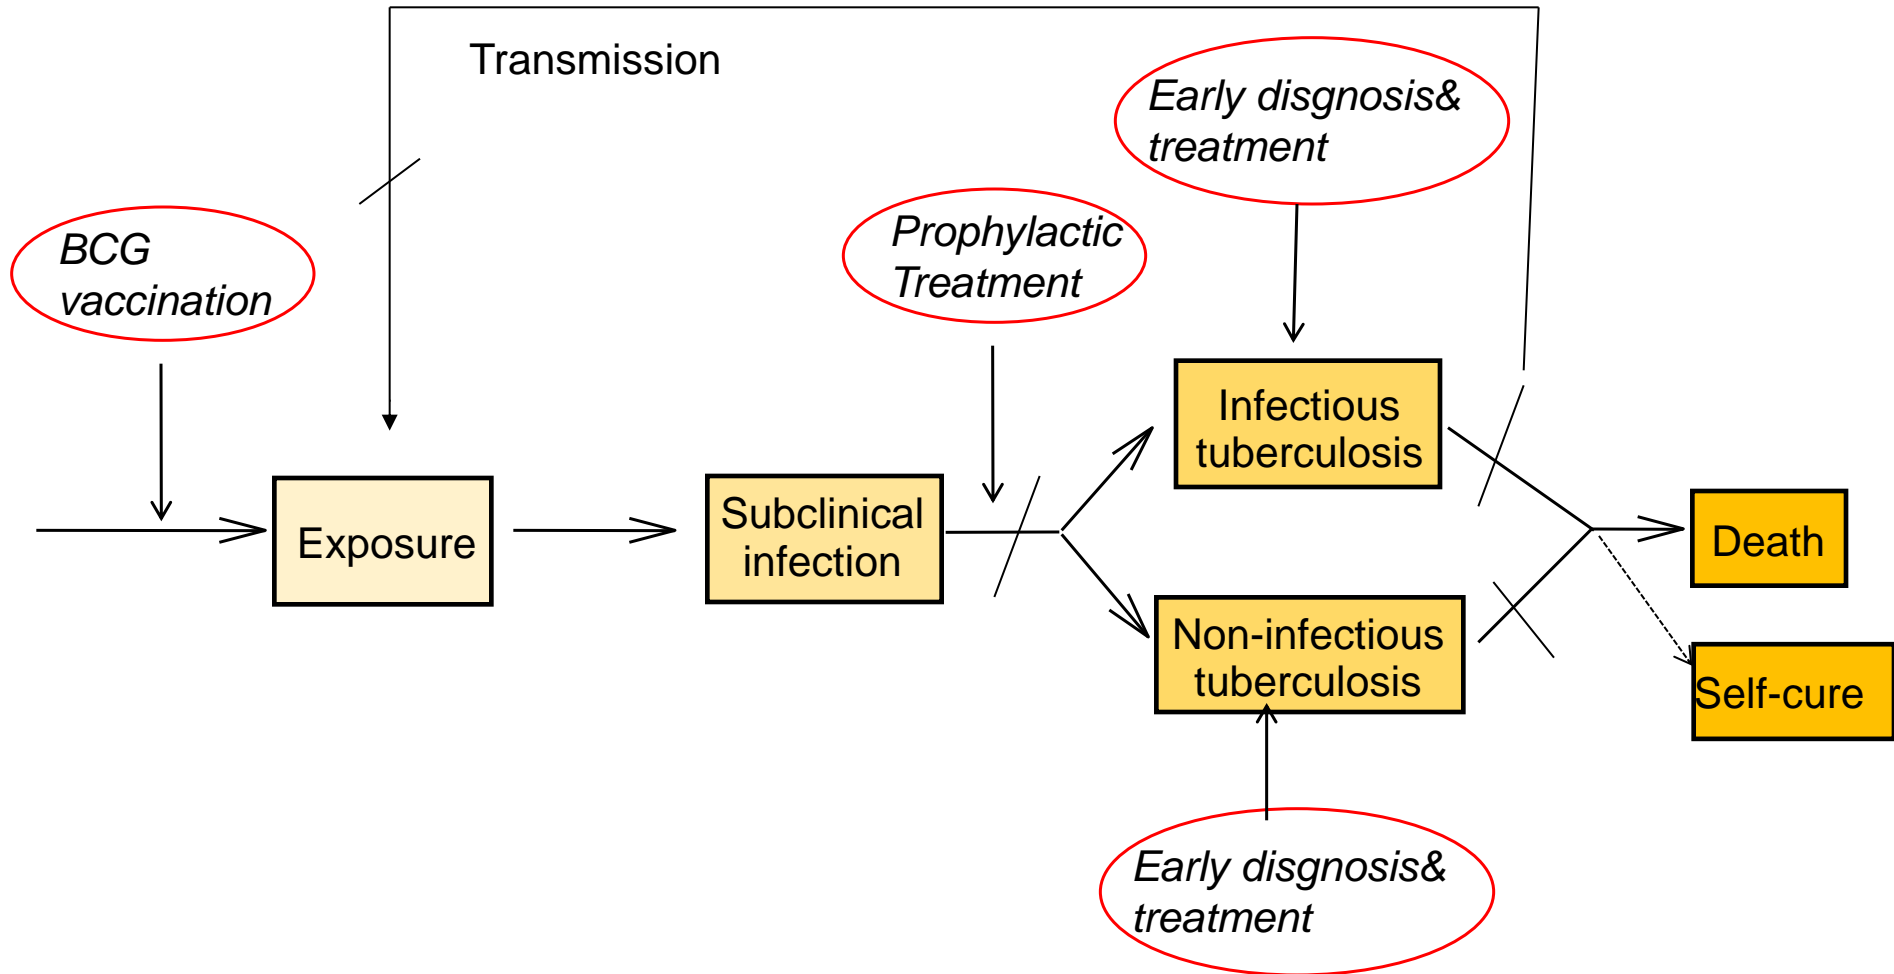 Transmission
Early disgnosis&
treatment
BCG
vaccination
Prophylactic
Treatment
Infectious
tuberculosis
Exposure
Subclinical
infection
Death
Non-infectious
tuberculosis
Self-cure
Early disgnosis&
treatment